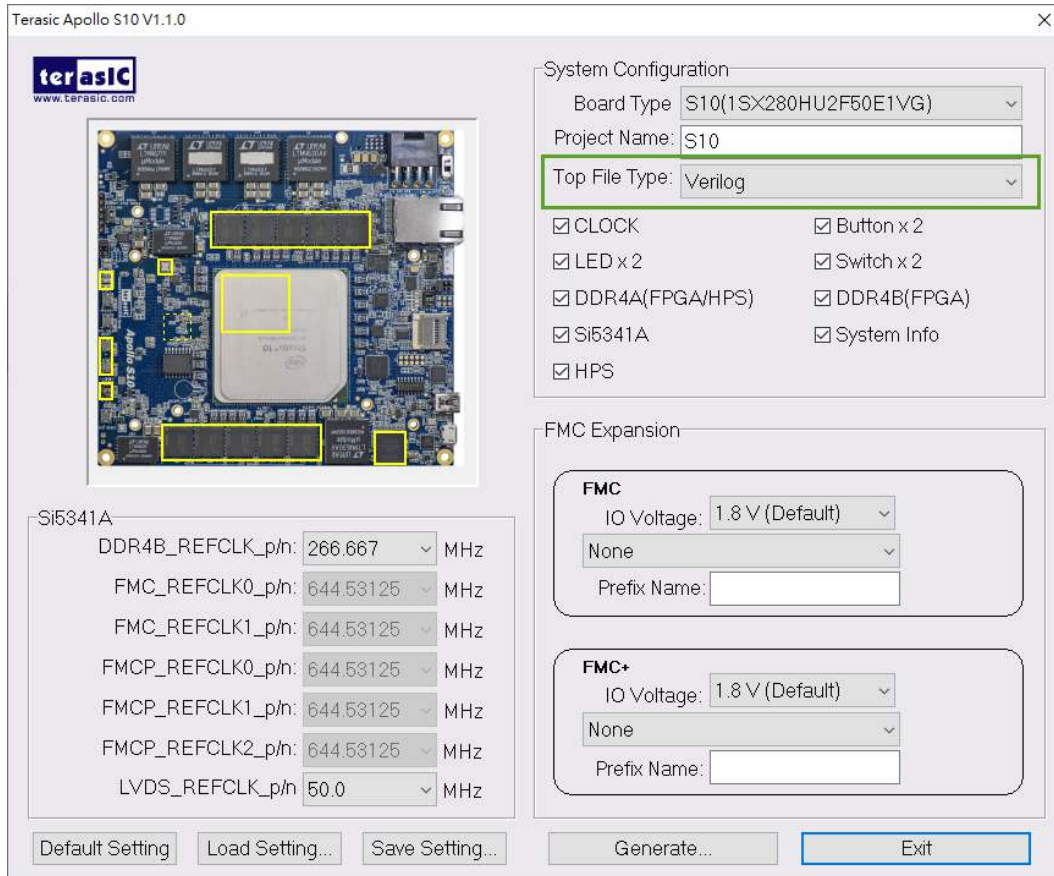 Terasic Apollo S10 V1.1.0
terasIC
www.terasic.com
Apollo S10
System Configuration
Board Type S10(1SX280HU2F50E1VG)
Project Name: S10
Top File Type: Verilog
CLOCK Button x 2
LED x 2 Switch x 2
DDR4A(FPGA/HPS) DDR4B(FPGA)
Si5341A System Info
HPS
Si5341A
DDR4B_REFCLK_p/n: 266.667 MHz
FMC_REFCLK0_p/n: 644.53125 MHz
FMC_REFCLK1_p/n: 644.53125 MHz
FMCP_REFCLK0_p/n: 644.53125 MHz
FMCP_REFCLK1_p/n: 644.53125 MHz
FMCP_REFCLK2_p/n: 644.53125 MHz
LVDS_REFCLK_p/n 50.0 MHz
FMC Expansion
FMC
IO Voltage: 1.8 V (Default)
None
Prefix Name:
FMC+
IO Voltage: 1.8 V (Default)
None
Prefix Name:
Default Setting Load Setting... Save Setting... Generate... Exit